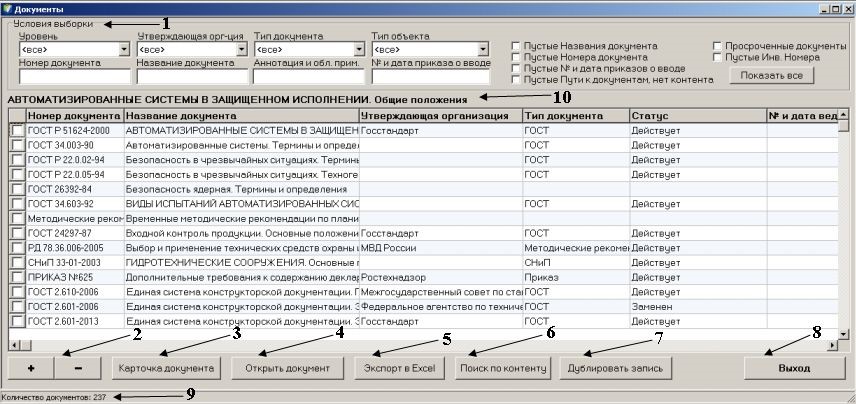 Документы
Условия выборки 1
Уровень Утверждающая орг-ция Тип документа Тип объекта
<все> <все> <все> <все>
Номер документа Название документа Аннотация и обл. прим. № и дата приказа о вводе
Пустые Названия документа Просроченные документы
Пустые Номера документа Пустые Инв. Номера
Пустые № и дата приказов о вводе
Пустые Пути к документам, нет контента Показать все
АВТОМАТИЗИРОВАННЫЕ СИСТЕМЫ В ЗАЩИЩЕННОМ ИСПОЛНЕНИИ. Общие положения 10
Номер документа Название документа Утверждающая организация Тип документа Статус № и дата вед
ГОСТ Р 51624-2000 АВТОМАТИЗИРОВАННЫЕ СИСТЕМЫ В ЗАЩИЩЕН Госстандарт ГОСТ Действует
ГОСТ 34.003-90 Автоматизированные системы. Термины и опреде ГОСТ Действует
ГОСТ Р 22.0.02-94 Безопасность в чрезвычайных ситуациях. Термины ГОСТ Действует
ГОСТ Р 22.0.05-94 Безопасность в чрезвычайных ситуациях. Техноге ГОСТ Действует
ГОСТ 26392-84 Безопасность ядерная. Термины и определения Действует
ГОСТ 34.603-92 ВИДЫ ИСПЫТАНИЙ АВТОМАТИЗИРОВАННЫХ СИС ГОСТ Действует
Методические реком Временные методические рекомендации по плани Действует
ГОСТ 24297-87 Входной контроль продукции. Основные положени Госстандарт ГОСТ Действует
РД 78.36.006-2005 Выбор и применение технических средств охраны и МВД России Методические рекоме Действует
СНиП 33-01-2003 ГИДРОТЕХНИЧЕСКИЕ СООРУЖЕНИЯ. Основные п СНиП Действует
ПРИКАЗ №625 Дополнительные требования к содержанию деклар Ростехнадзор Приказ Действует
ГОСТ 2.610-2006 Единая система конструкторской документации. П Межгосударственный совет по ста ГОСТ Действует
ГОСТ 2.601-2006 Единая система конструкторской документации. Э Федеральное агентство по техниче ГОСТ Заменен
ГОСТ 2.601-2013 Единая система конструкторской документации. Э Госстандарт ГОСТ Действует
2 3 4 5 6 7 8
+ - Карточка документа Открыть документ Экспорт в Excel Поиск по контенту Дублировать запись Выход
Количество документов: 237 9